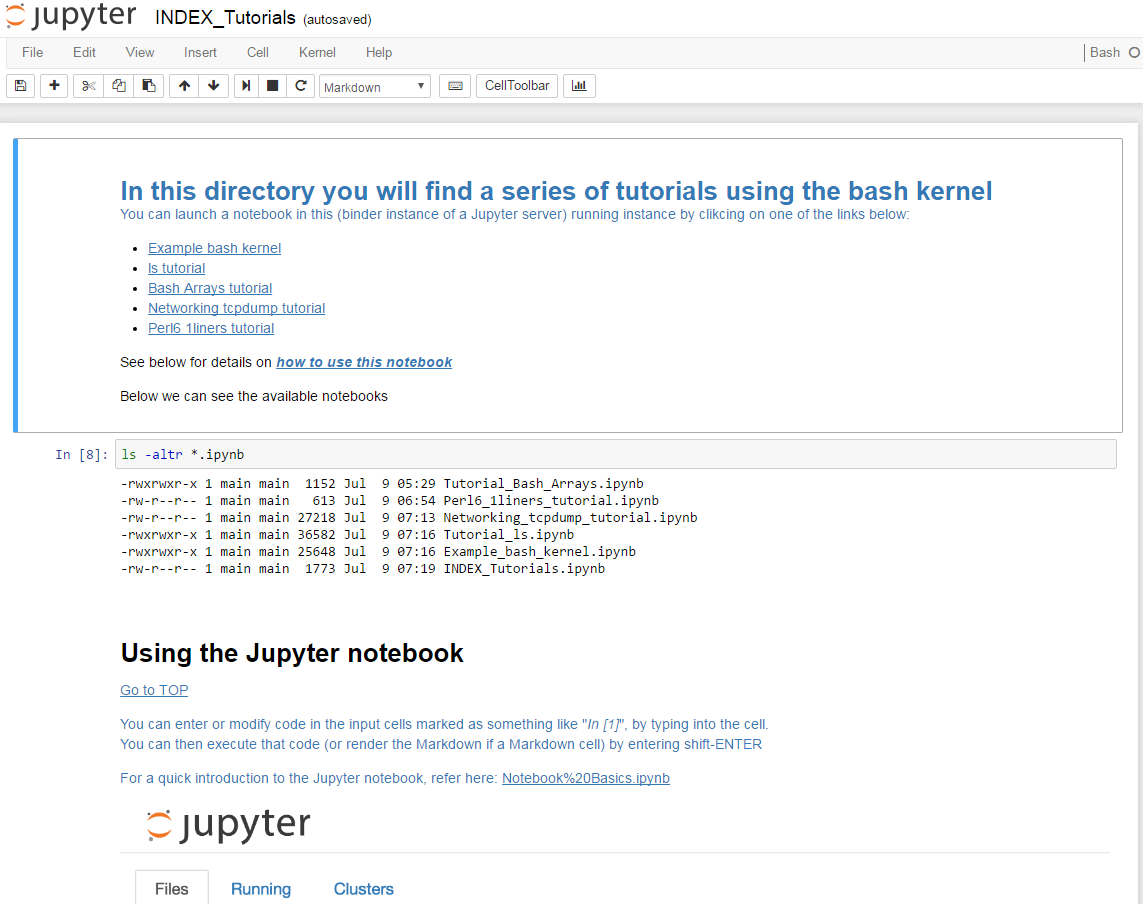 jupyter INDEX_Tutorials (autosaved)
File Edit View Insert Cell Kernel Help Bash
Markdown CellToolbar
In this directory you will find a series of tutorials using the bash kernel
You can launch a notebook in this (binder instance of a Jupyter server) running instance by clikcing on one of the links below:
Example bash kernel
ls tutorial
Bash Arrays tutorial
Networking tcpdump tutorial
Perl6 1liners tutorial
See below for details on how to use this notebook
Below we can see the available notebooks
In [8]: ls -altr *.ipynb
-rwxrwxr-x 1 main main  1152 Jul  9 05:29 Tutorial_Bash_Arrays.ipynb
-rw-r--r-- 1 main main   613 Jul  9 06:54 Perl6_1liners_tutorial.ipynb
-rw-r--r-- 1 main main 27218 Jul  9 07:13 Networking_tcpdump_tutorial.ipynb
-rwxrwxr-x 1 main main 36582 Jul  9 07:16 Tutorial_ls.ipynb
-rwxrwxr-x 1 main main 25648 Jul  9 07:16 Example_bash_kernel.ipynb
-rw-r--r-- 1 main main  1773 Jul  9 07:19 INDEX_Tutorials.ipynb
Using the Jupyter notebook
Go to TOP
You can enter or modify code in the input cells marked as something like "In [1]", by typing into the cell.
You can then execute that code (or render the Markdown if a Markdown cell) by entering shift-ENTER
For a quick introduction to the Jupyter notebook, refer here: Notebook%20Basics.ipynb
jupyter
Files Running Clusters